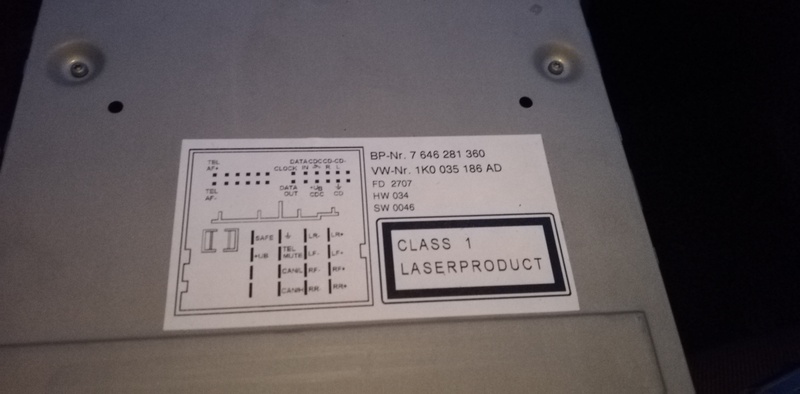 BP-Nr. 7 646 281 360
VW-Nr. 1K0 035 186 AD
FD 2707
HW 034
SW 0046
CLASS 1
LASERPRODUCT
TEL AF+
CLOCK
DATA IN
CDC
CD- R
CD- L
TEL AF-
DATA OUT
+Ug CDC
CD
SAFE
LR- LR+
+UB TEL MUTE LF- LF+
CANL RF- RF+
CANH RR- RR+